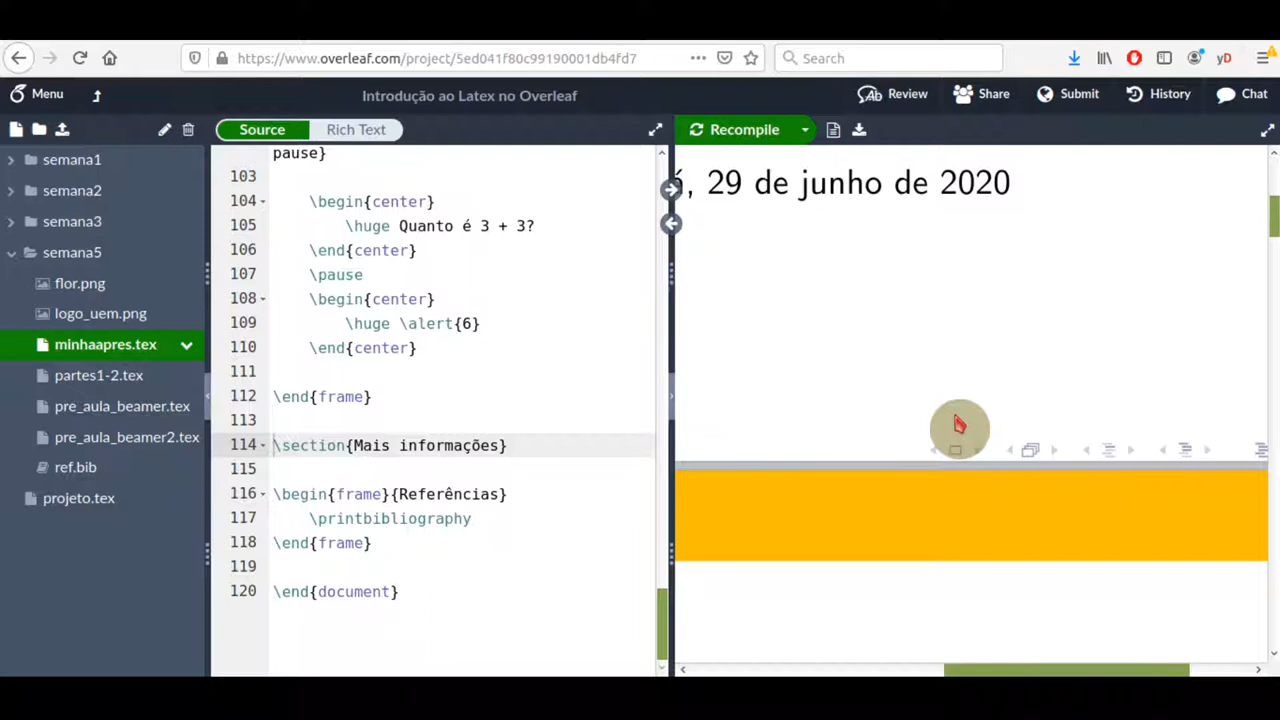 https://www.overleaf.com/project/5ed041f80c99190001db4fd7
Search
Menu
Introdução ao Latex no Overleaf
Review
Share
Submit
History
Chat
Source
Rich Text
Recompile
semana1
semana2
semana3
semana5
flor.png
logo_uem.png
minhaapres.tex
partes1-2.tex
pre_aula_beamer.tex
pre_aula_beamer2.tex
ref.bib
projeto.tex
pause}
103
104 \begin{center}
105 \huge Quanto é 3 + 3?
106 \end{center}
107 \pause
108 \begin{center}
109 \huge \alert{6}
110 \end{center}
111
112 \end{frame}
113
114 \section{Mais informações}
115
116 \begin{frame}{Referências}
117 \printbibliography
118 \end{frame}
119
120 \end{document}
á, 29 de junho de 2020